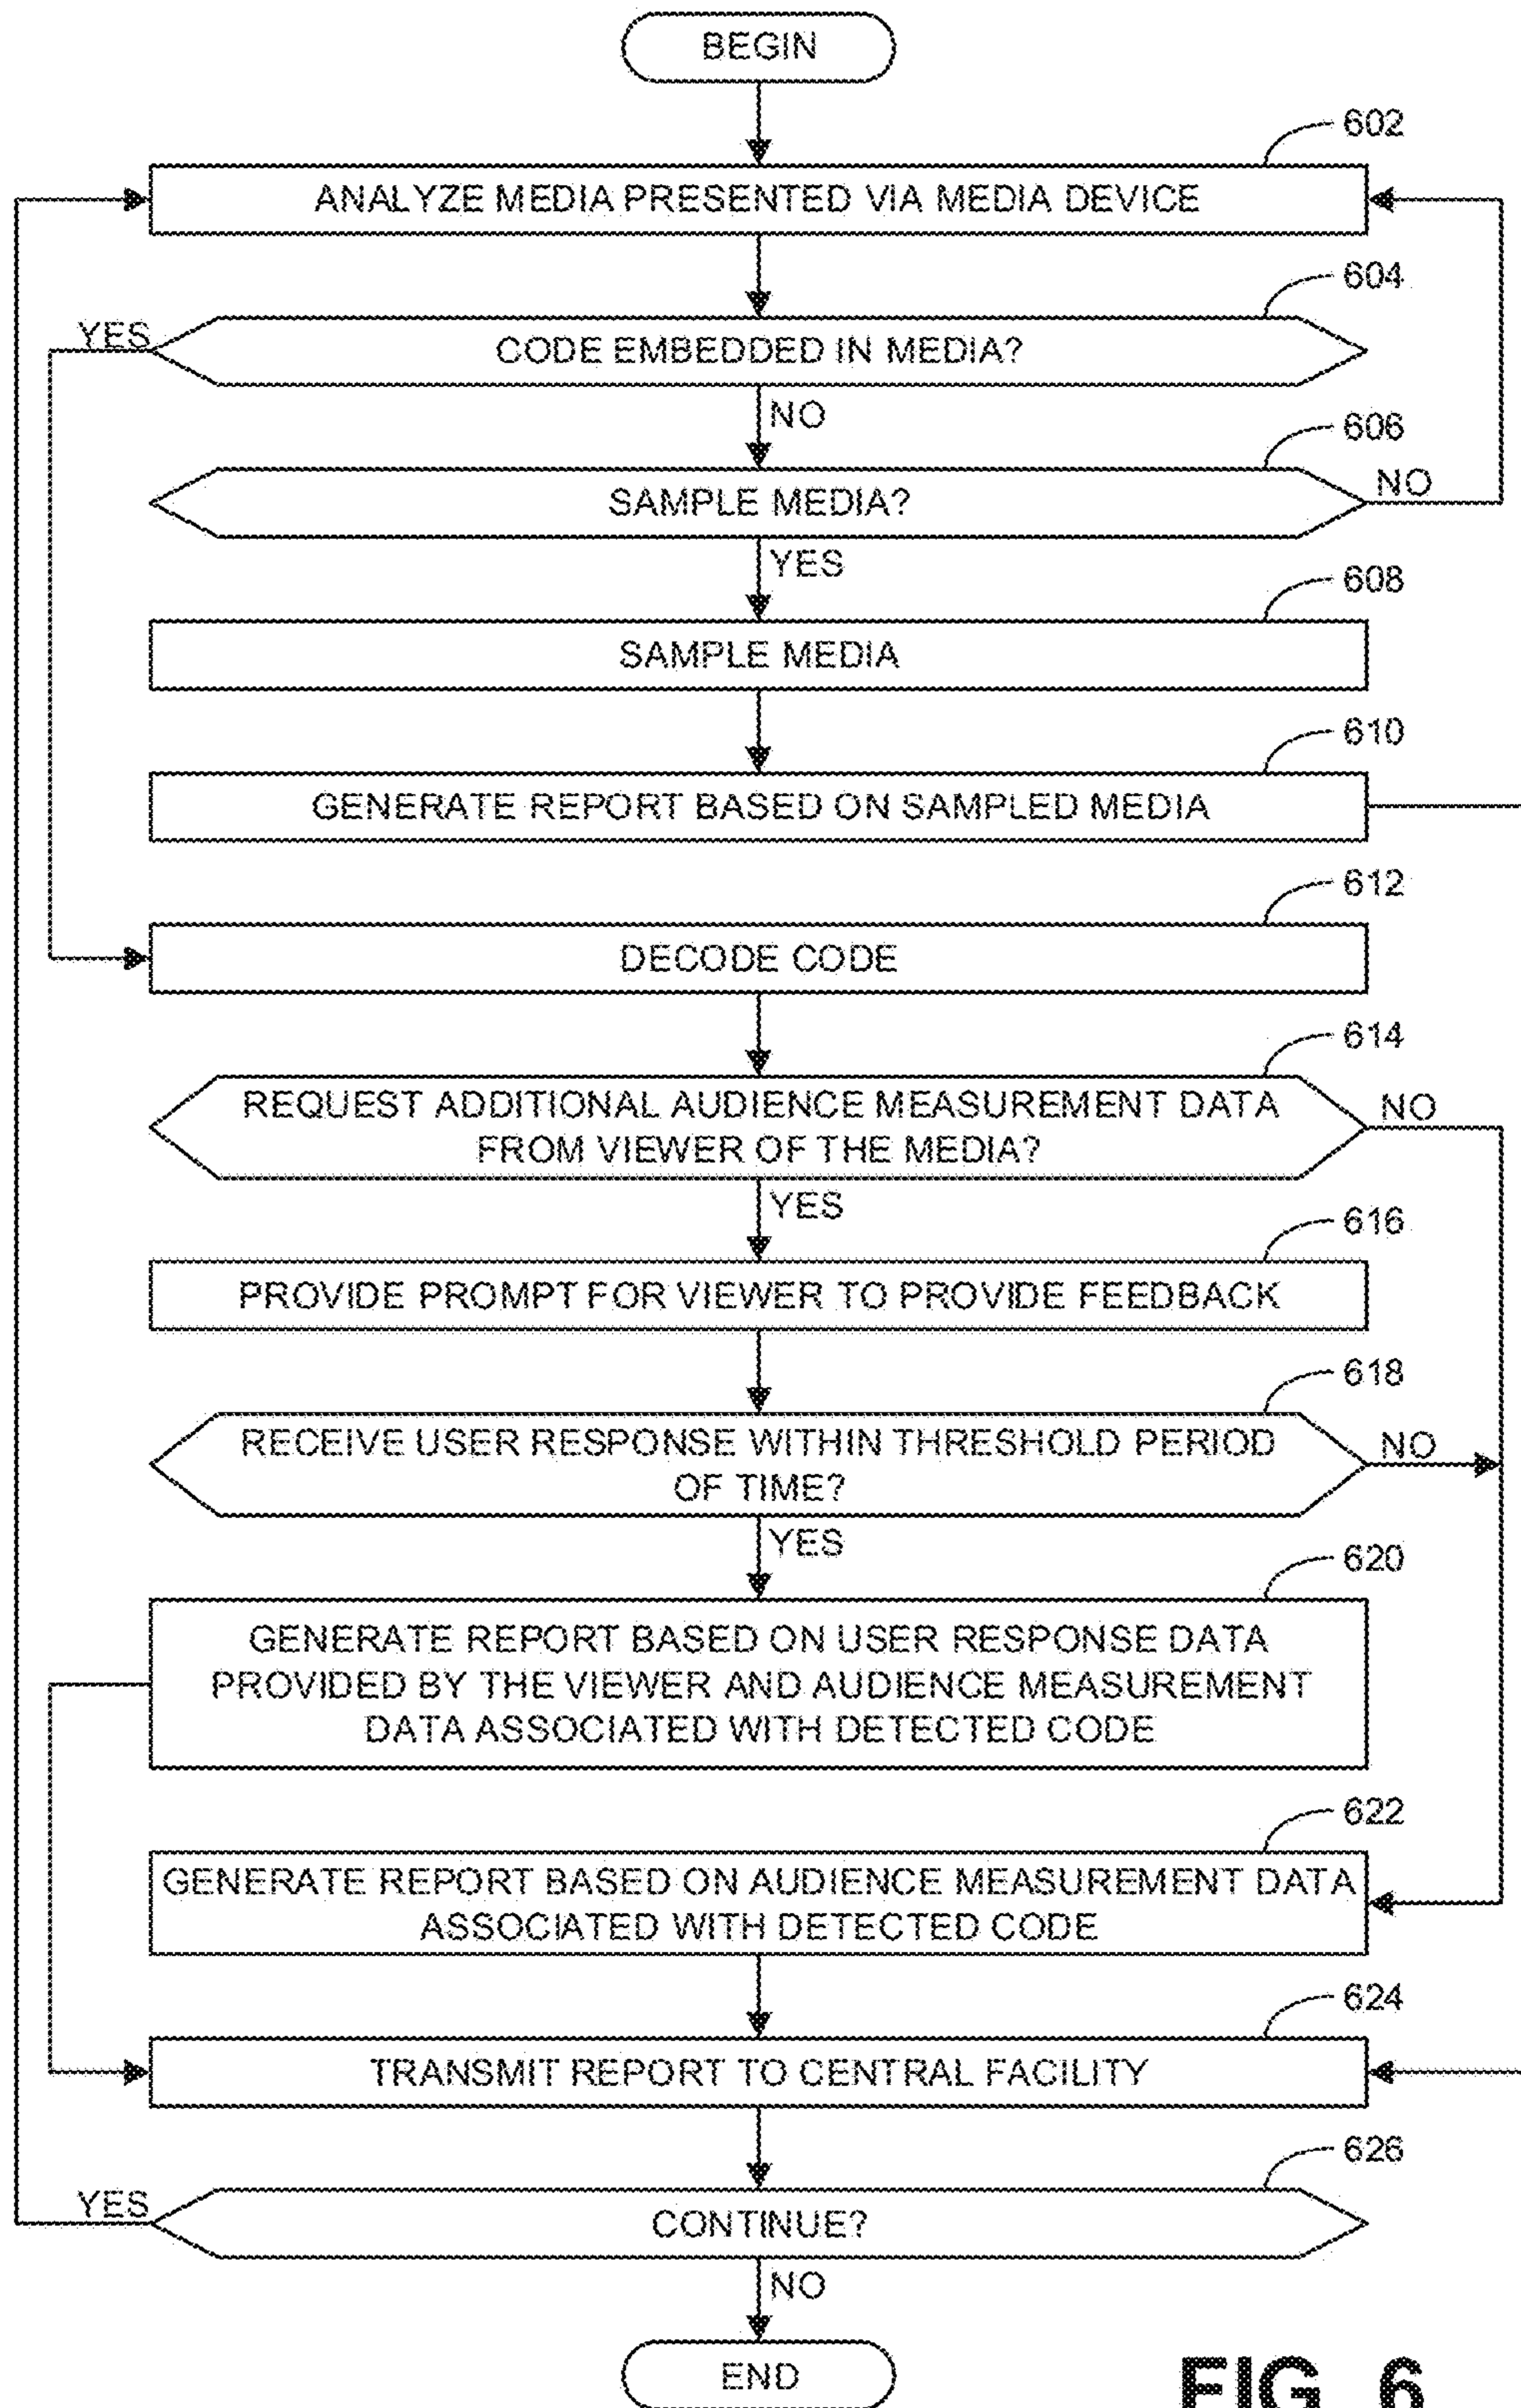 BEGIN
602
ANALYZE MEDIA PRESENTED VIA MEDIA DEVICE
604
YES
CODE EMBEDDED IN MEDIA?
NO
606
SAMPLE MEDIA?
NO
YES
608
SAMPLE MEDIA
610
GENERATE REPORT BASED ON SAMPLED MEDIA
612
DECODE CODE
614
REQUEST ADDITIONAL AUDIENCE MEASUREMENT DATA
FROM VIEWER OF THE MEDIA?
NO
YES
616
PROVIDE PROMPT FOR VIEWER TO PROVIDE FEEDBACK
618
RECEIVE USER RESPONSE WITHIN THRESHOLD PERIOD
OF TIME?
NO
YES
620
GENERATE REPORT BASED ON USER RESPONSE DATA
PROVIDED BY THE VIEWER AND AUDIENCE MEASUREMENT
DATA ASSOCIATED WITH DETECTED CODE
622
GENERATE REPORT BASED ON AUDIENCE MEASUREMENT DATA
ASSOCIATED WITH DETECTED CODE
624
TRANSMIT REPORT TO CENTRAL FACILITY
626
YES
CONTINUE?
NO
END
FIG. 6